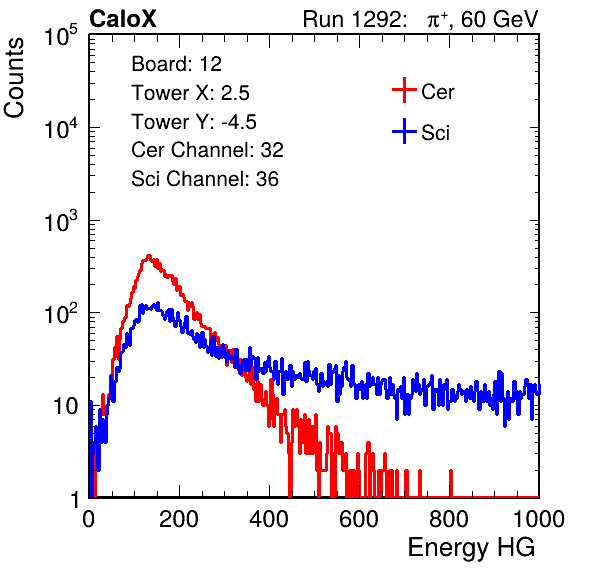 CaloX Run 1292: π⁺, 60 GeV
Counts
10⁵
10⁴
10³
10²
10
1
Board: 12
Tower X: 2.5
Tower Y: -4.5
Cer Channel: 32
Sci Channel: 36
Cer
Sci
0 200 400 600 800 1000
Energy HG